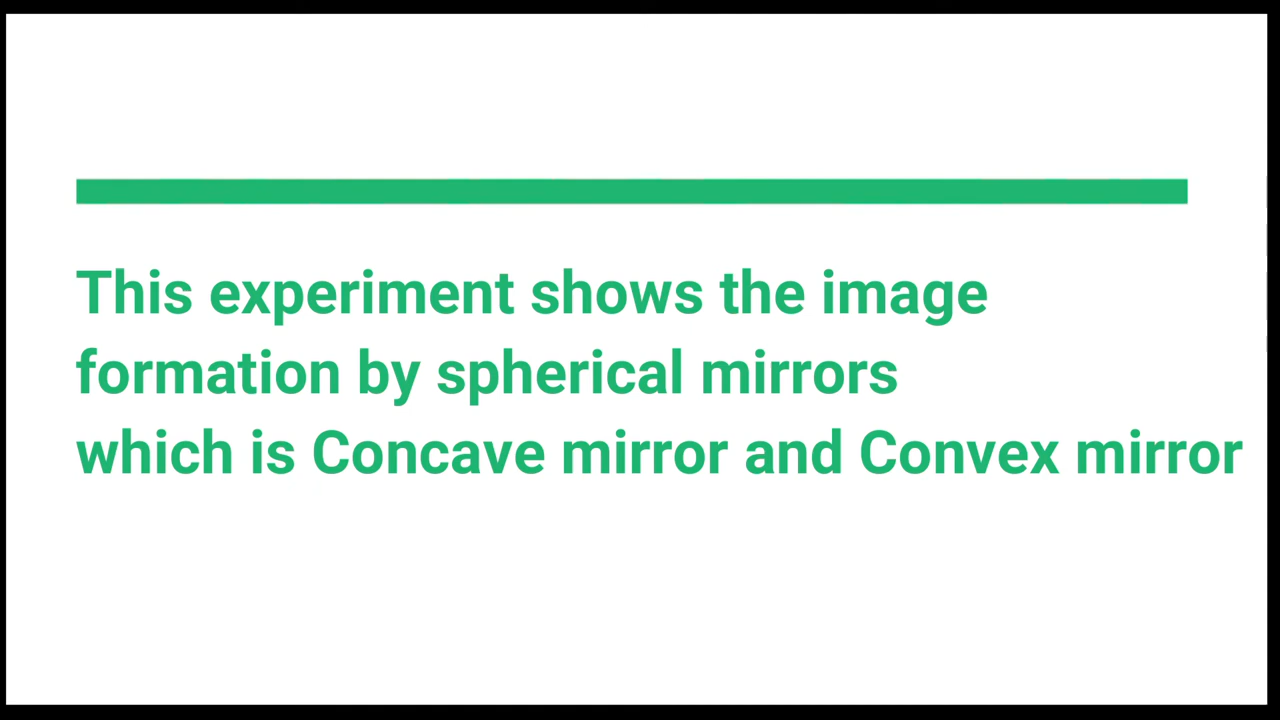 This experiment shows the image
formation by spherical mirrors
which is Concave mirror and Convex mirror